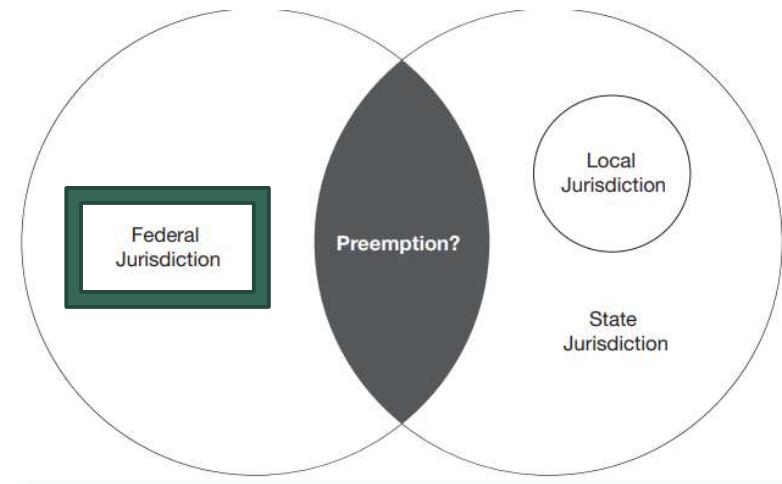 Federal
Jurisdiction
Preemption?
Local
Jurisdiction
State
Jurisdiction